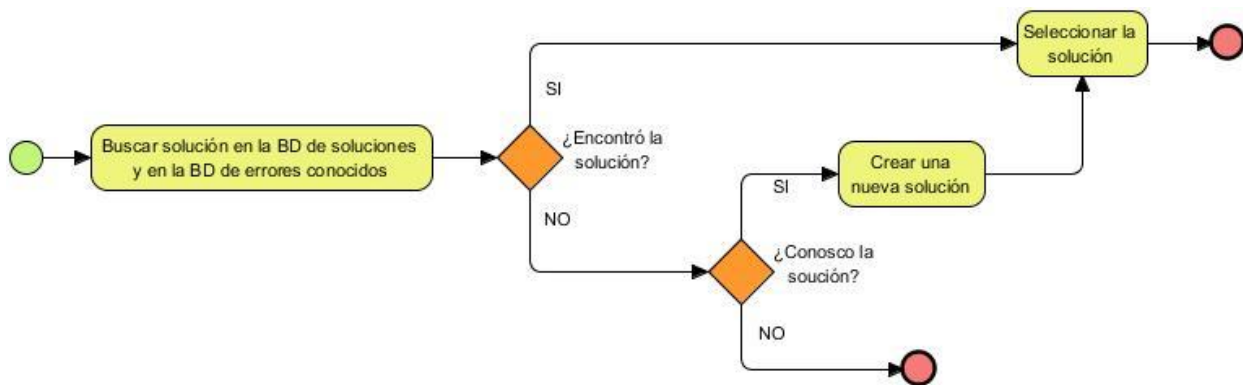 Seleccionar la
solución
SI
Buscar solución en la BD de soluciones
y en la BD de errores conocidos
¿Encontró la
solución?
Crear una
nueva solución
SI
NO
¿Conosco la
soución?
NO